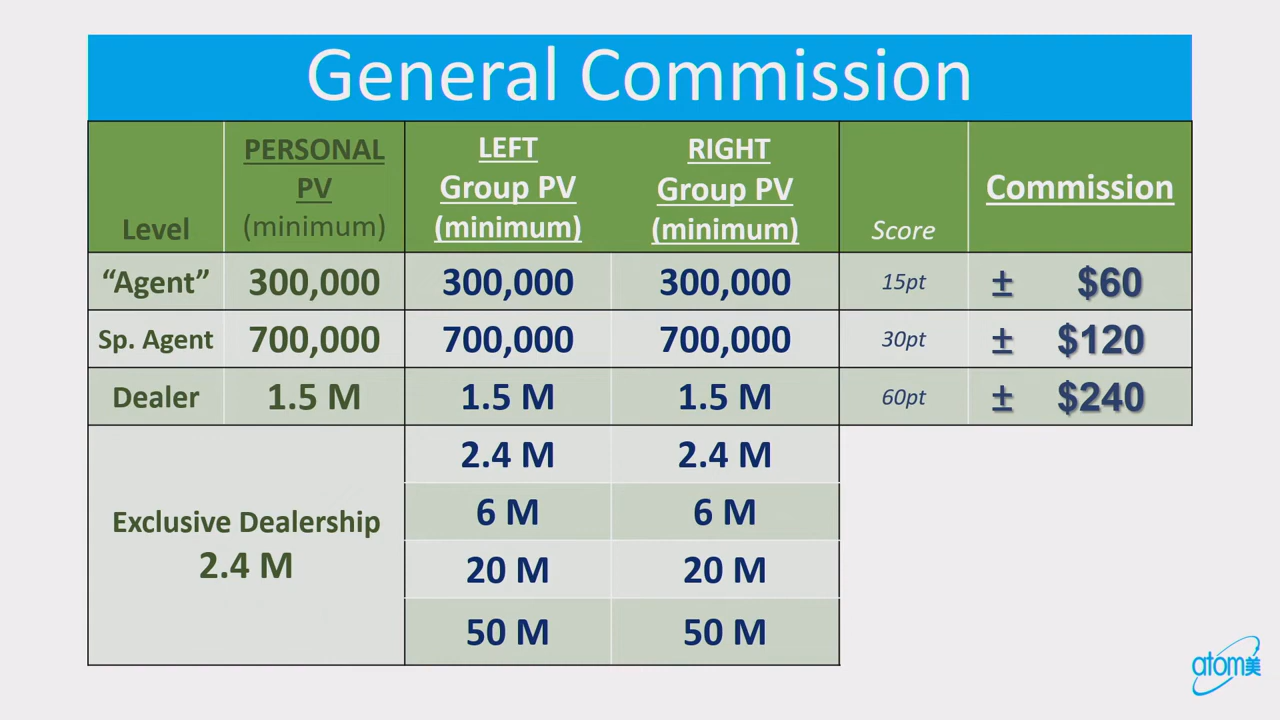 General Commission
Level
PERSONAL
PV
(minimum)
LEFT
Group PV
(minimum)
RIGHT
Group PV
(minimum)
Score
Commission
“Agent” 300,000 300,000 300,000 15pt ± $60
Sp. Agent 700,000 700,000 700,000 30pt ± $120
Dealer 1.5 M 1.5 M 1.5 M 60pt ± $240
Exclusive Dealership
2.4 M
2.4 M 2.4 M
6 M 6 M
20 M 20 M
50 M 50 M
atom美